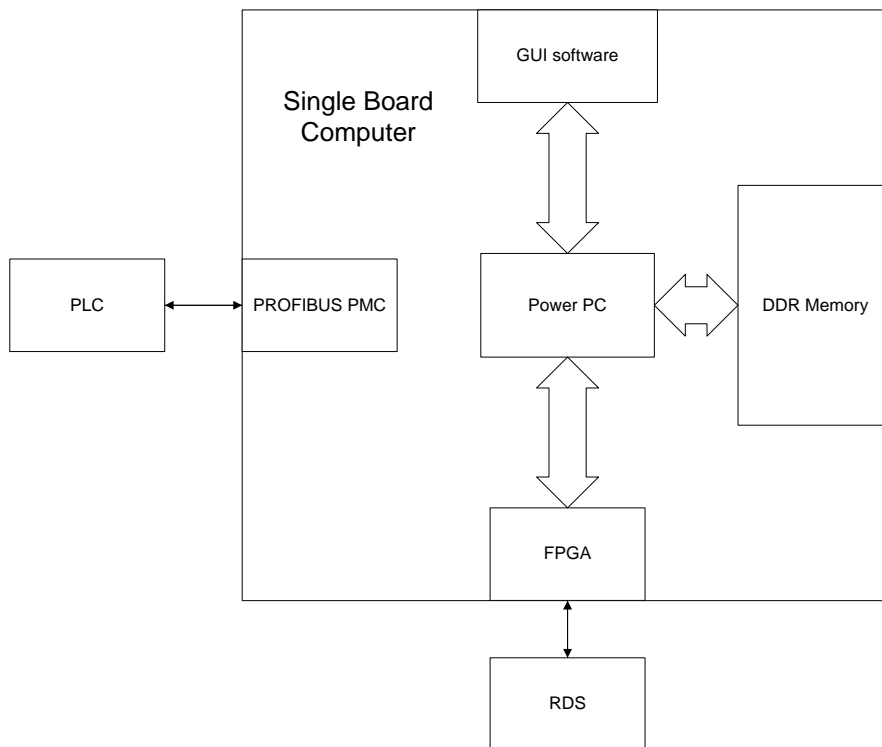 GUI software
Single Board
Computer
PLC
PROFIBUS PMC
Power PC
DDR Memory
FPGA
RDS